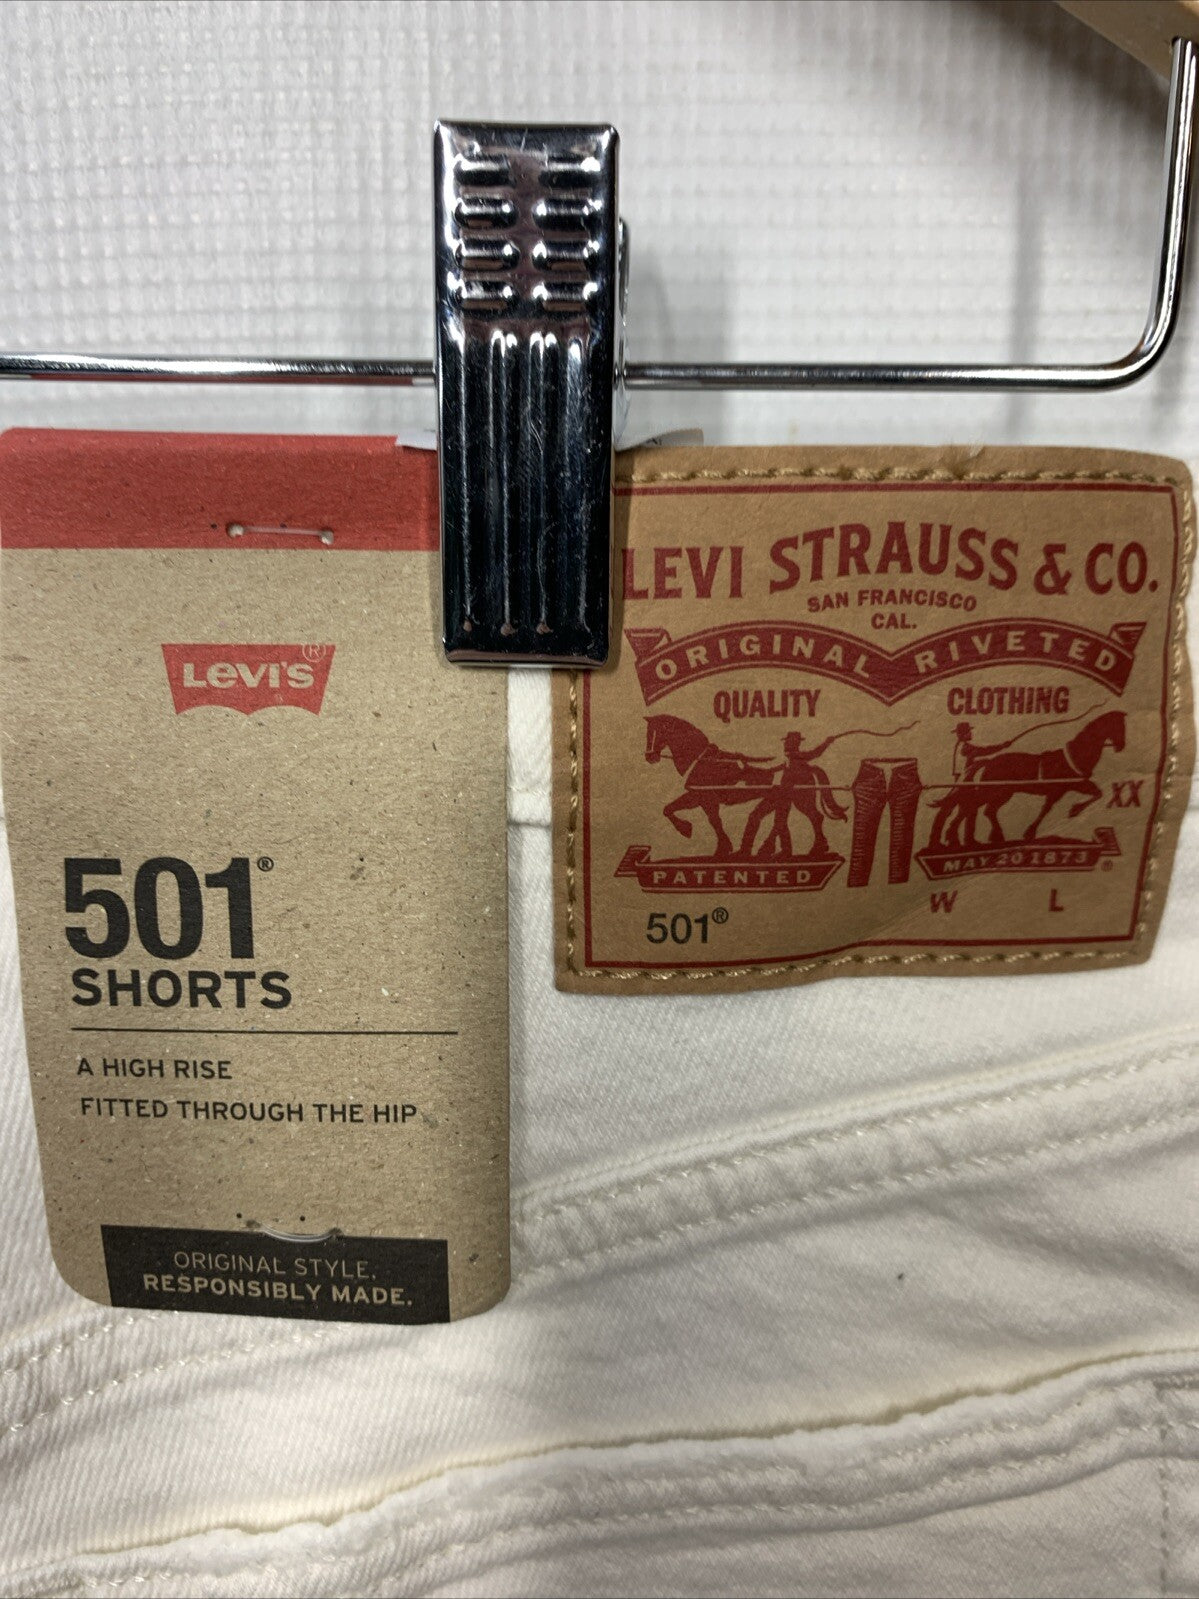 LEVI'S®
501®
SHORTS
A HIGH RISE
FITTED THROUGH THE HIP
ORIGINAL STYLE.
RESPONSIBLY MADE.
LEVI STRAUSS & CO.
SAN FRANCISCO
CAL.
ORIGINAL RIVETED
QUALITY CLOTHING
XX
PATENTED MAY 20 1873 ®
W L
501®